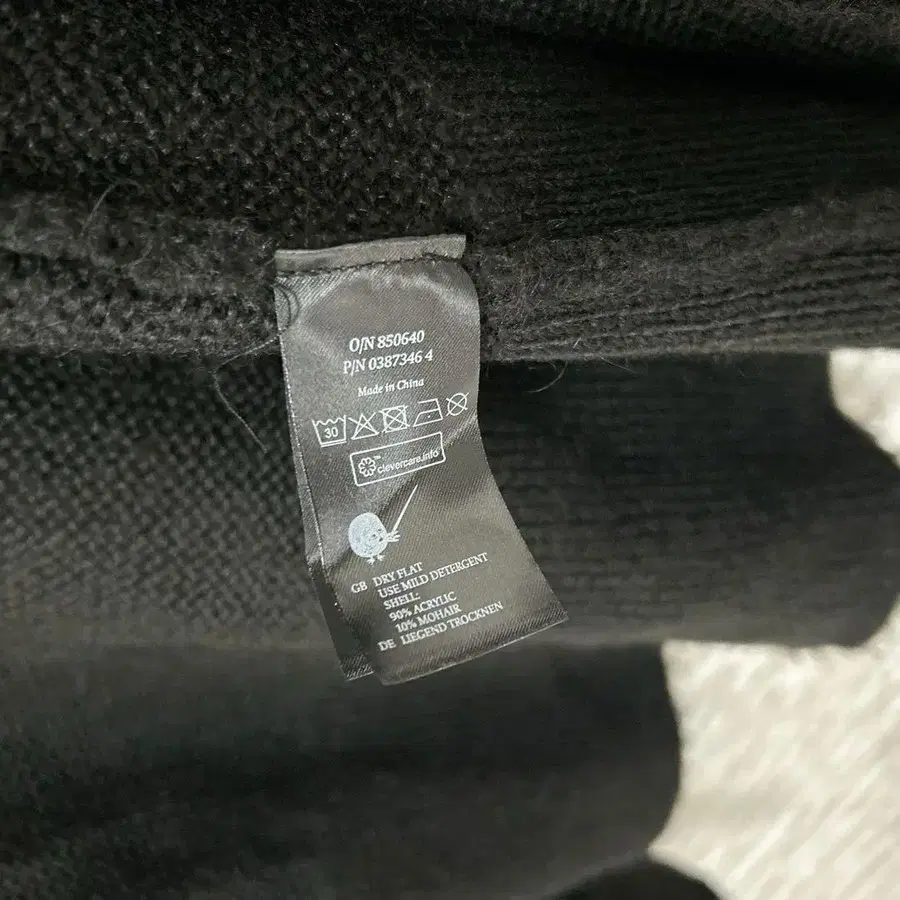 O/N 850640
P/N 0387346 4
Made in China
30
clevercare.info
GB DRY FLAT
USE MILD DETERGENT
SHELL:
90% ACRYLIC
10% MOHAIR
DE LIEGEND TROCKNEN